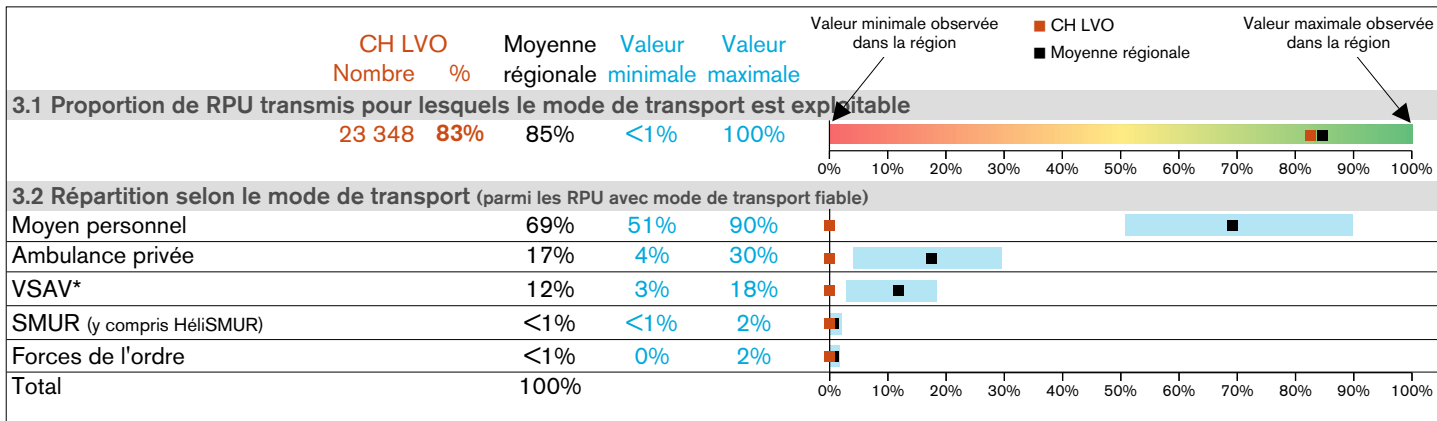 Valeur minimale observée
dans la région
■ CH LVO
■ Moyenne régionale
Valeur maximale observée
dans la région
CH LVO Moyenne Valeur Valeur
Nombre % régionale minimale maximale
3.1 Proportion de RPU transmis pour lesquels le mode de transport est exploitable
23 348 83% 85% <1% 100%
0% 10% 20% 30% 40% 50% 60% 70% 80% 90% 100%
3.2 Répartition selon le mode de transport (parmi les RPU avec mode de transport fiable)
Moyen personnel 69% 51% 90%
Ambulance privée 17% 4% 30%
VSAV* 12% 3% 18%
SMUR (y compris HéliSMUR) <1% <1% 2%
Forces de l'ordre <1% 0% 2%
Total 100%
0% 10% 20% 30% 40% 50% 60% 70% 80% 90% 100%